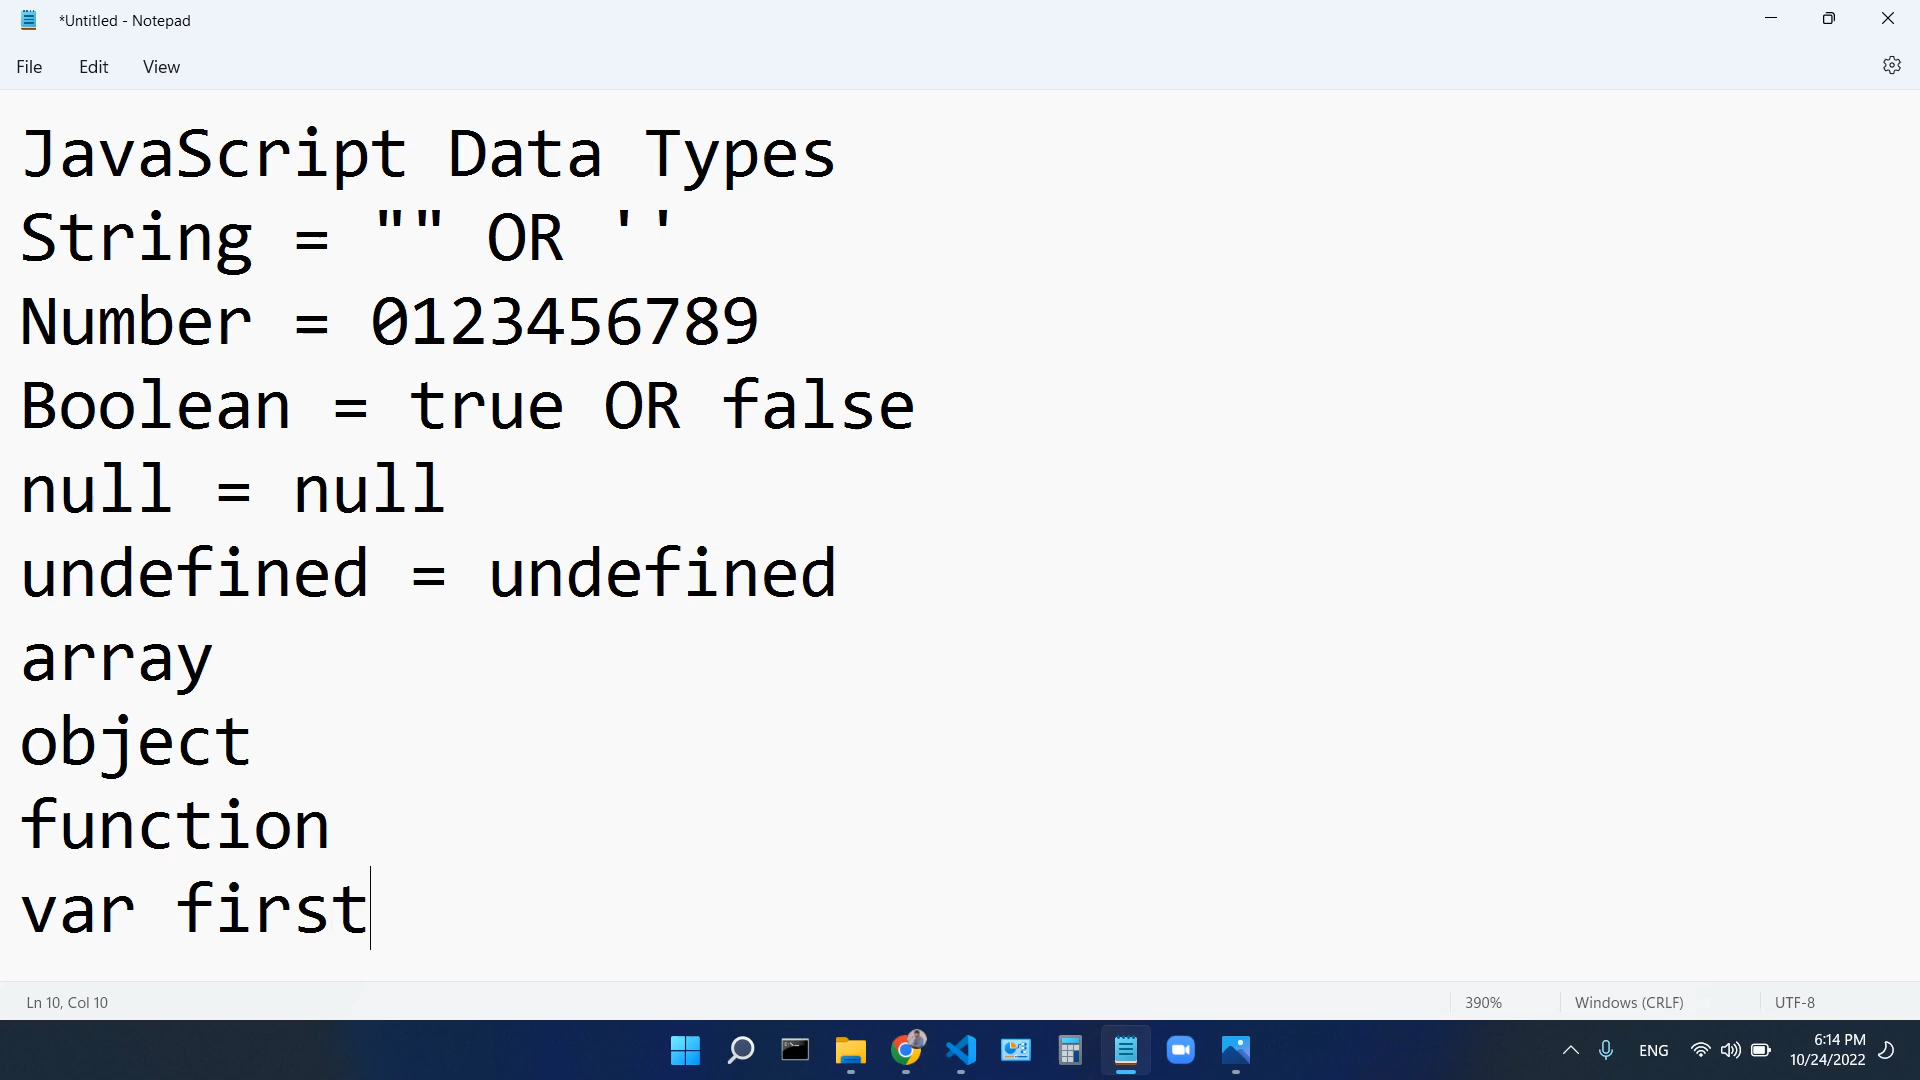 *Untitled - Notepad
File Edit View
JavaScript Data Types
String = "" OR ''
Number = 0123456789
Boolean = true OR false
null = null
undefined = undefined
array
object
function
var first
Ln 10, Col 10 390% Windows (CRLF) UTF-8
ENG 6:14 PM
10/24/2022